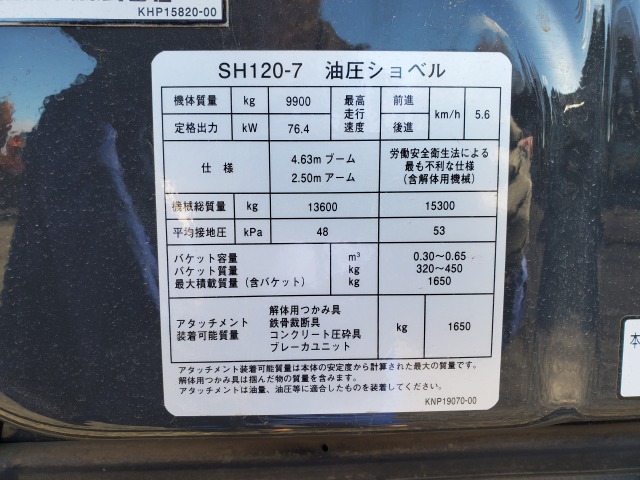 KHP15820-00
SH120-7 油圧ショベル
機体質量 kg 9900 最高走行速度 前進 km/h 5.6
定格出力 kW 76.4 後進
仕様 4.63m ブーム 労働安全衛生法による
2.50m アーム 最も不利な仕様
(含解体用機械)
機械総質量 kg 13600 15300
平均接地圧 kPa 48 53
バケット容量 m³ 0.30～0.65
バケット質量 kg 320～450
最大積載質量 (含バケット) kg 1650
アタッチメント装着可能質量 解体用つかみ具 kg 1650
鉄骨裁断具
コンクリート圧砕具
ブレーカユニット
アタッチメント装着可能質量は本体の安定度から計算された最大の質量です。
解体用つかみ具は掴んだ物の質量を含みます。
アタッチメントは油量、油圧等に適合したものを装着してください。
KNP19070-00
本